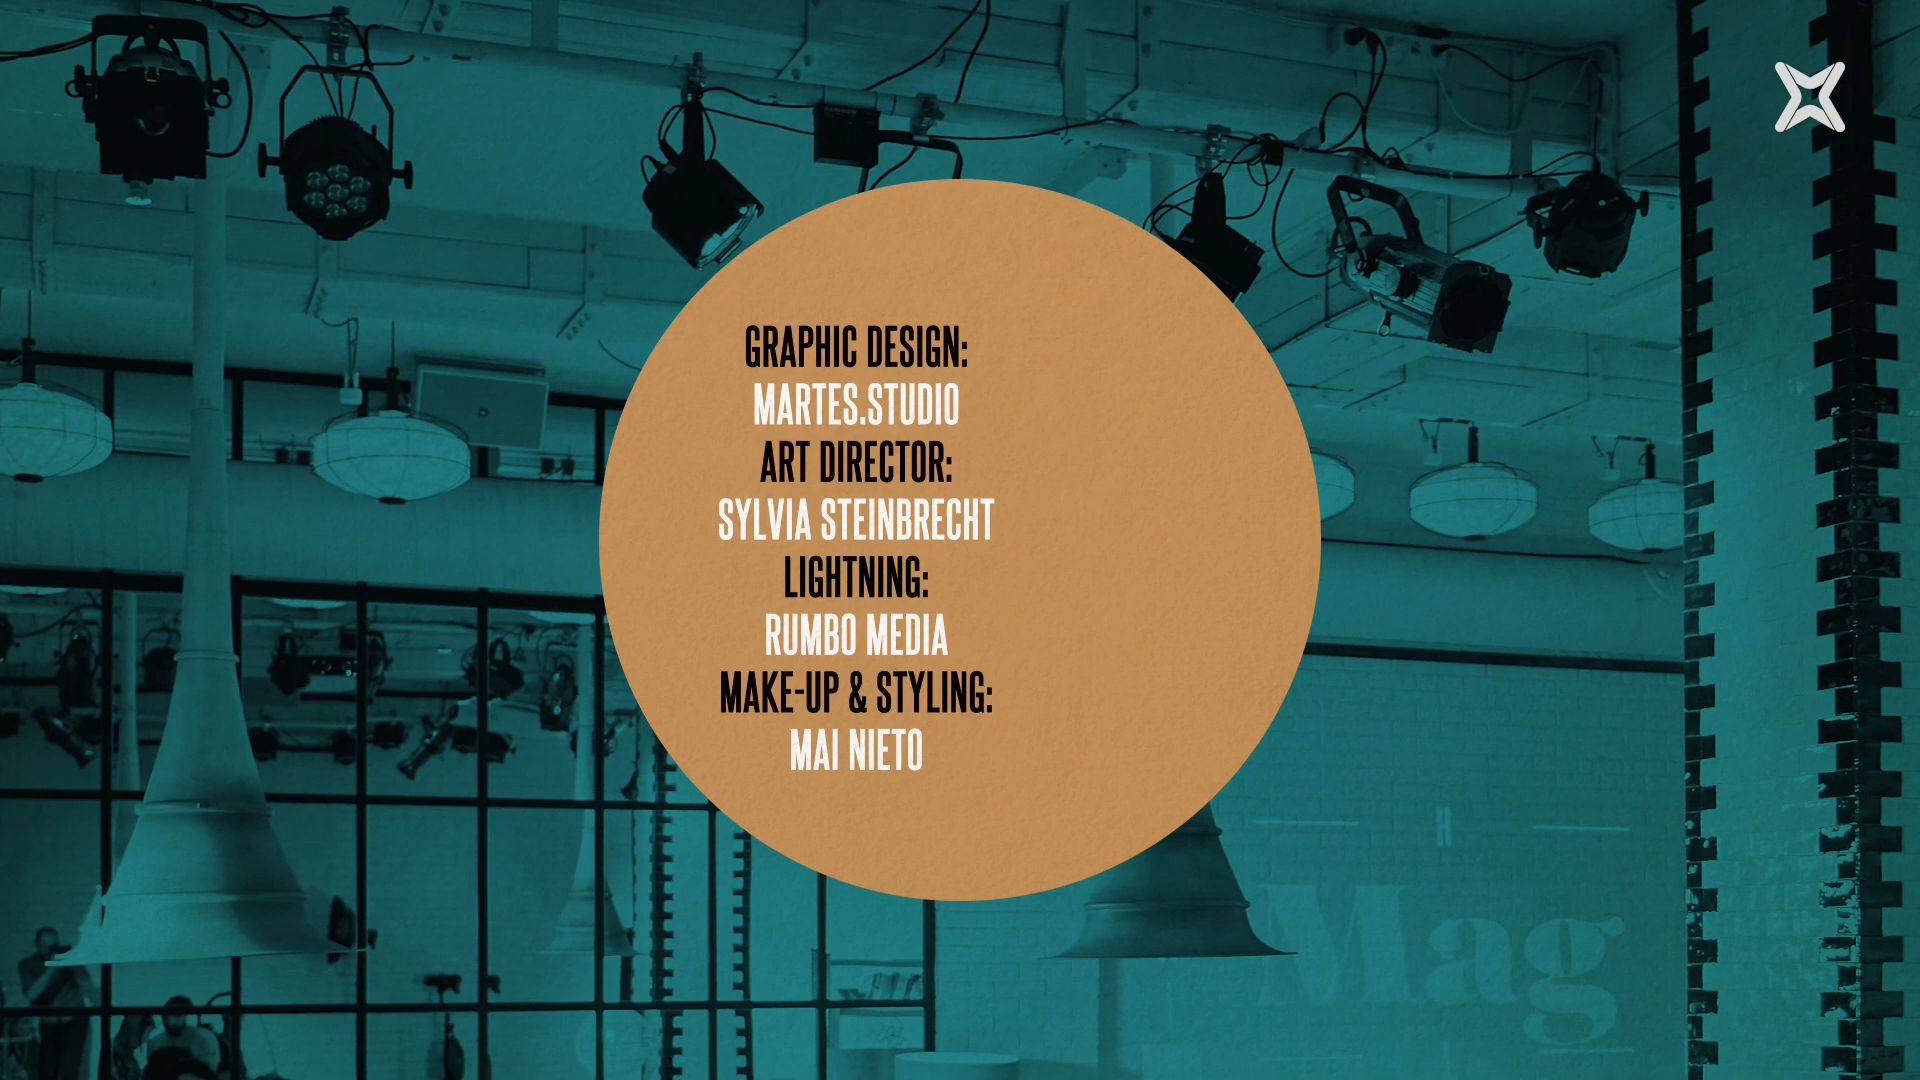 GRAPHIC DESIGN:
MARTES.STUDIO
ART DIRECTOR:
SYLVIA STEINBRECHT
LIGHTNING:
RUMBO MEDIA
MAKE-UP & STYLING:
MAI NIETO
H
Mag